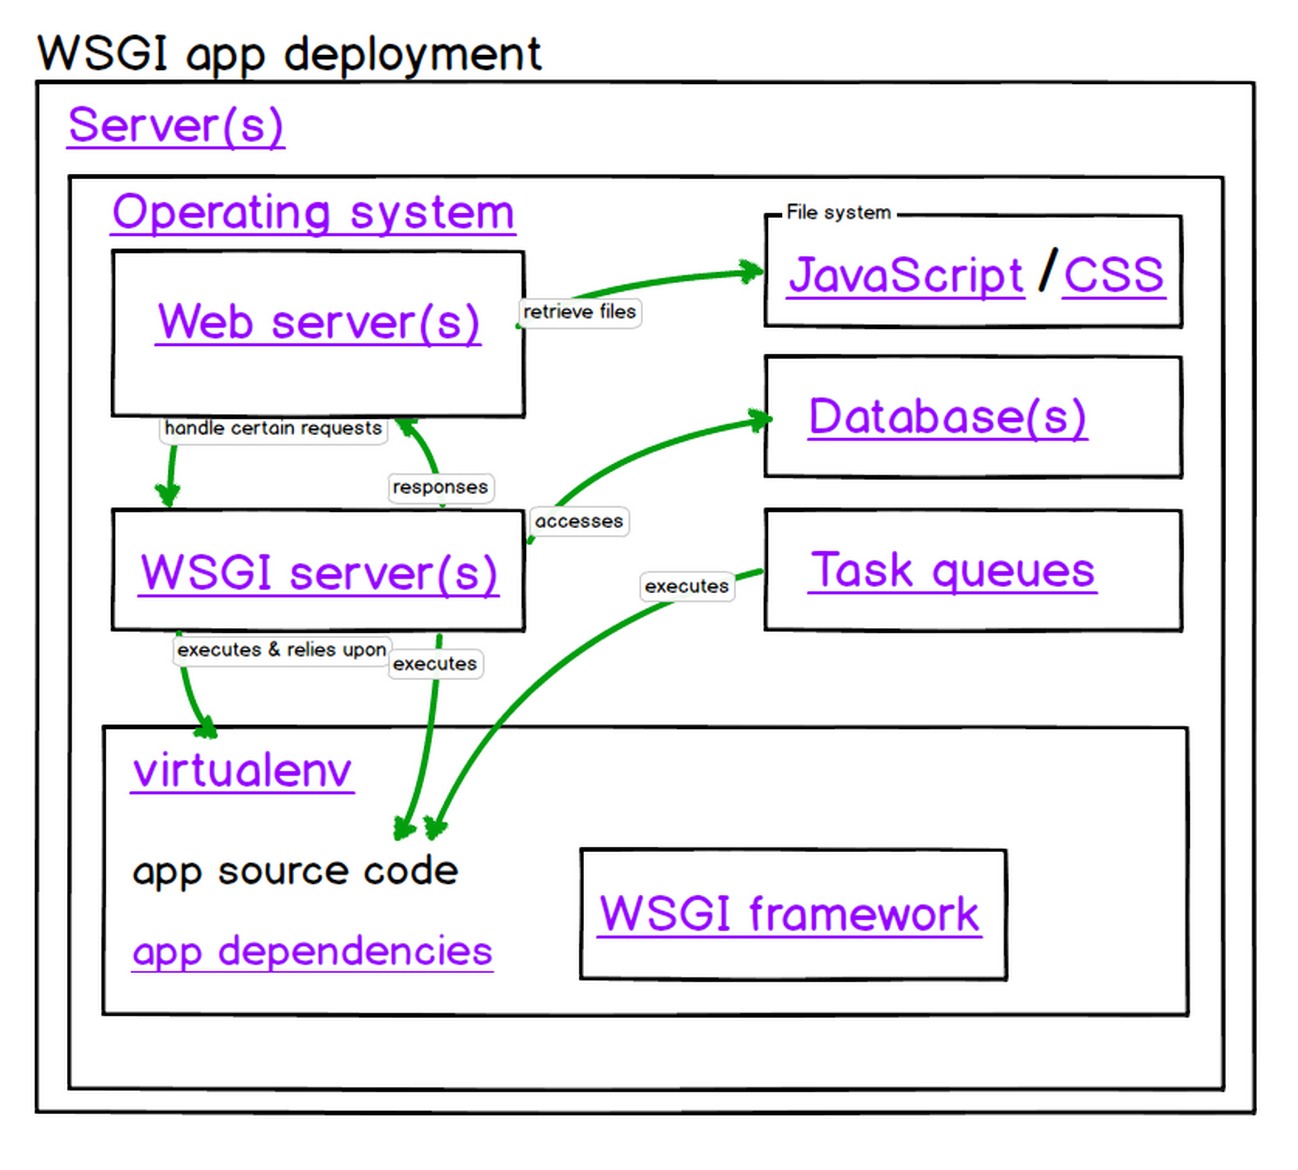 WSGI app deployment
Server(s)
Operating system
File system
JavaScript / CSS
Web server(s)
retrieve files
Database(s)
handle certain requests
responses
accesses
WSGI server(s)
Task queues
executes
executes & relies upon
executes
virtualenv
app source code
WSGI framework
app dependencies